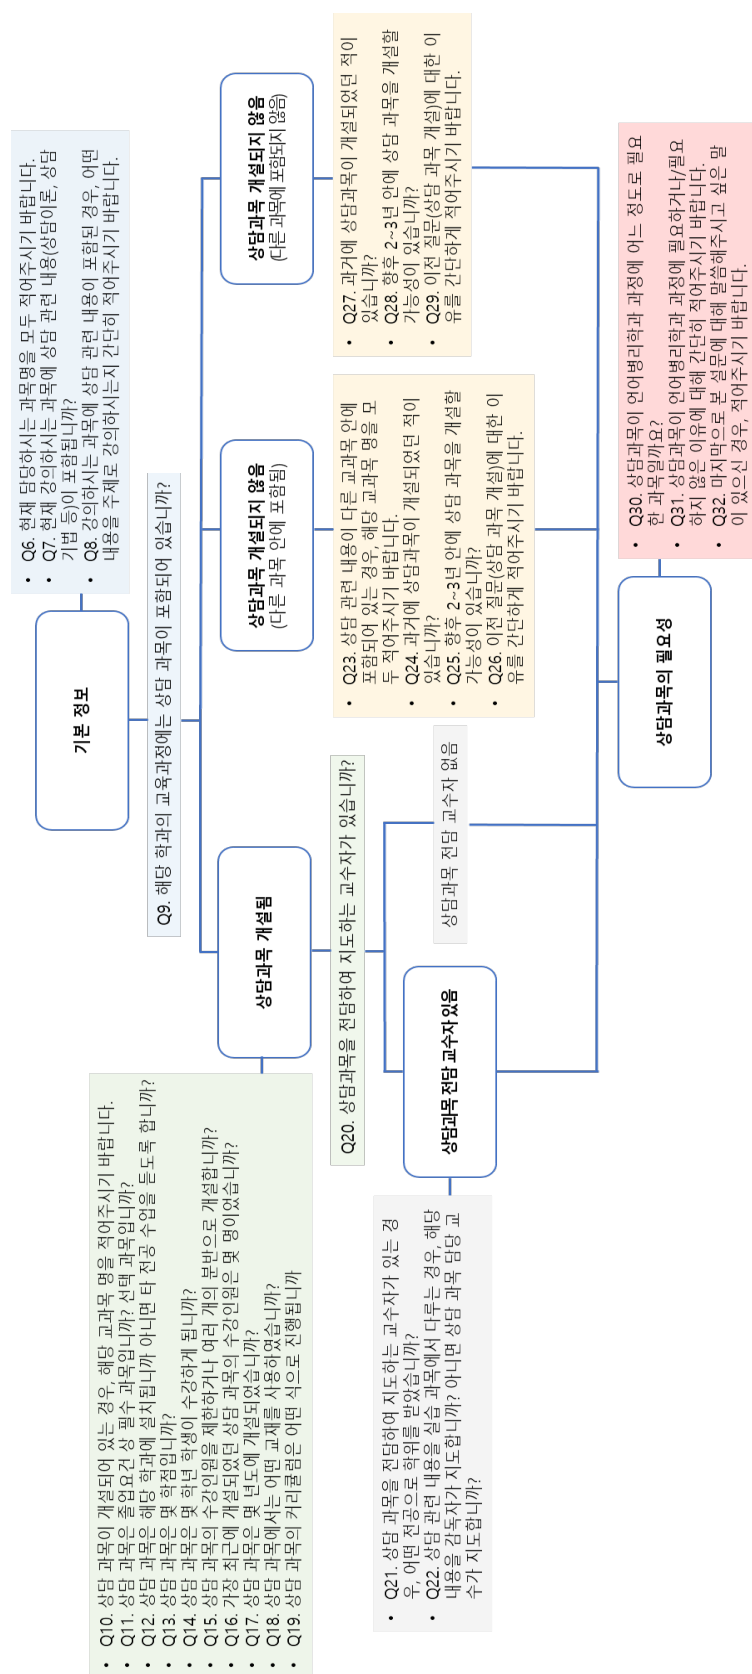 기본 정보
• Q6. 현재 담당하시는 과목명을 모두 적어주시기 바랍니다.
• Q7. 현재 강의하시는 과목에 상담 관련 내용(상담이론, 상담
기법 등)이 포함됩니까?
• Q8. 강의하시는 과목에 상담 관련 내용이 포함된 경우, 어떤
내용을 주제로 강의하시는지 간단히 적어주시기 바랍니다.
Q9. 해당 학과의 교육과정에는 상담 과목이 포함되어 있습니까?
• Q10. 상담 과목이 개설되어 있는 경우, 해당 교과목 명을 적어주시기 바랍니다.
• Q11. 상담 과목은 졸업요건 상 필수 과목입니까? 선택 과목입니까?
• Q12. 상담 과목은 해당 학과에 설치됩니까 아니면 타 전공 수업을 듣도록 합니까?
• Q13. 상담 과목은 몇 학점입니까?
• Q14. 상담 과목은 몇 학년 학생이 수강하게 됩니까?
• Q15. 상담 과목의 수강인원을 제한하거나 여러 개의 분반으로 개설합니까?
• Q16. 가장 최근에 개설되었던 상담 과목의 수강인원은 몇 명이었습니까?
• Q17. 상담 과목은 몇 년도에 개설되었습니까?
• Q18. 상담 과목에서는 어떤 교재를 사용하였습니까?
• Q19. 상담 과목의 커리큘럼은 어떤 식으로 진행됩니까
상담과목 개설됨
상담과목 개설되지 않음
(다른 과목 안에 포함됨)
상담과목 개설되지 않음
(다른 과목에 포함되지 않음)
Q20. 상담과목을 전담하여 지도하는 교수자가 있습니까?
• Q23. 상담 관련 내용이 다른 교과목 안에
포함되어 있는 경우, 해당 교과목 명을 모
두 적어주시기 바랍니다.
• Q24. 과거에 상담과목이 개설되었던 적이
있습니까?
• Q25. 향후 2~3년 안에 상담 과목을 개설할
가능성이 있습니까?
• Q26. 이전 질문(상담 과목 개설)에 대한 이
유를 간단하게 적어주시기 바랍니다.
• Q27. 과거에 상담과목이 개설되었던 적이
있습니까?
• Q28. 향후 2~3년 안에 상담 과목을 개설할
가능성이 있습니까?
• Q29. 이전 질문(상담 과목 개설)에 대한 이
유를 간단하게 적어주시기 바랍니다.
• Q21. 상담 과목을 전담하여 지도하는 교수자가 있는 경
우, 어떤 전공으로 학위를 받았습니까?
• Q22. 상담 관련 내용을 실습 과목에서 다루는 경우, 해당
내용을 감독자가 지도합니까? 아니면 상담 과목 담당 교
수가 지도합니까?
상담과목 전담 교수자 있음
상담과목 전담 교수자 없음
상담과목의 필요성
• Q30. 상담과목이 언어병리학과 과정에 어느 정도로 필요
한 과목일까요?
• Q31. 상담과목이 언어병리학과 과정에 필요하거나/필요
하지 않은 이유에 대해 간단히 적어주시기 바랍니다.
• Q32. 마지막으로 본 설문에 대해 말씀해주시고 싶은 말
이 있으신 경우, 적어주시기 바랍니다.